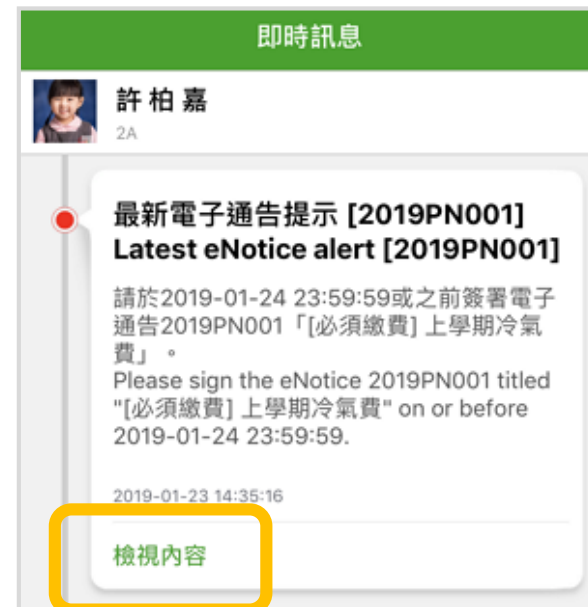 即時訊息
許 柏 嘉
2A
最新電子通告提示 [2019PN001]
Latest eNotice alert [2019PN001]
請於2019-01-24 23:59:59或之前簽署電子
通告2019PN001「[必須繳費] 上學期冷氣
費」。
Please sign the eNotice 2019PN001 titled
"[必須繳費] 上學期冷氣費" on or before
2019-01-24 23:59:59.
2019-01-23 14:35:16
檢視內容